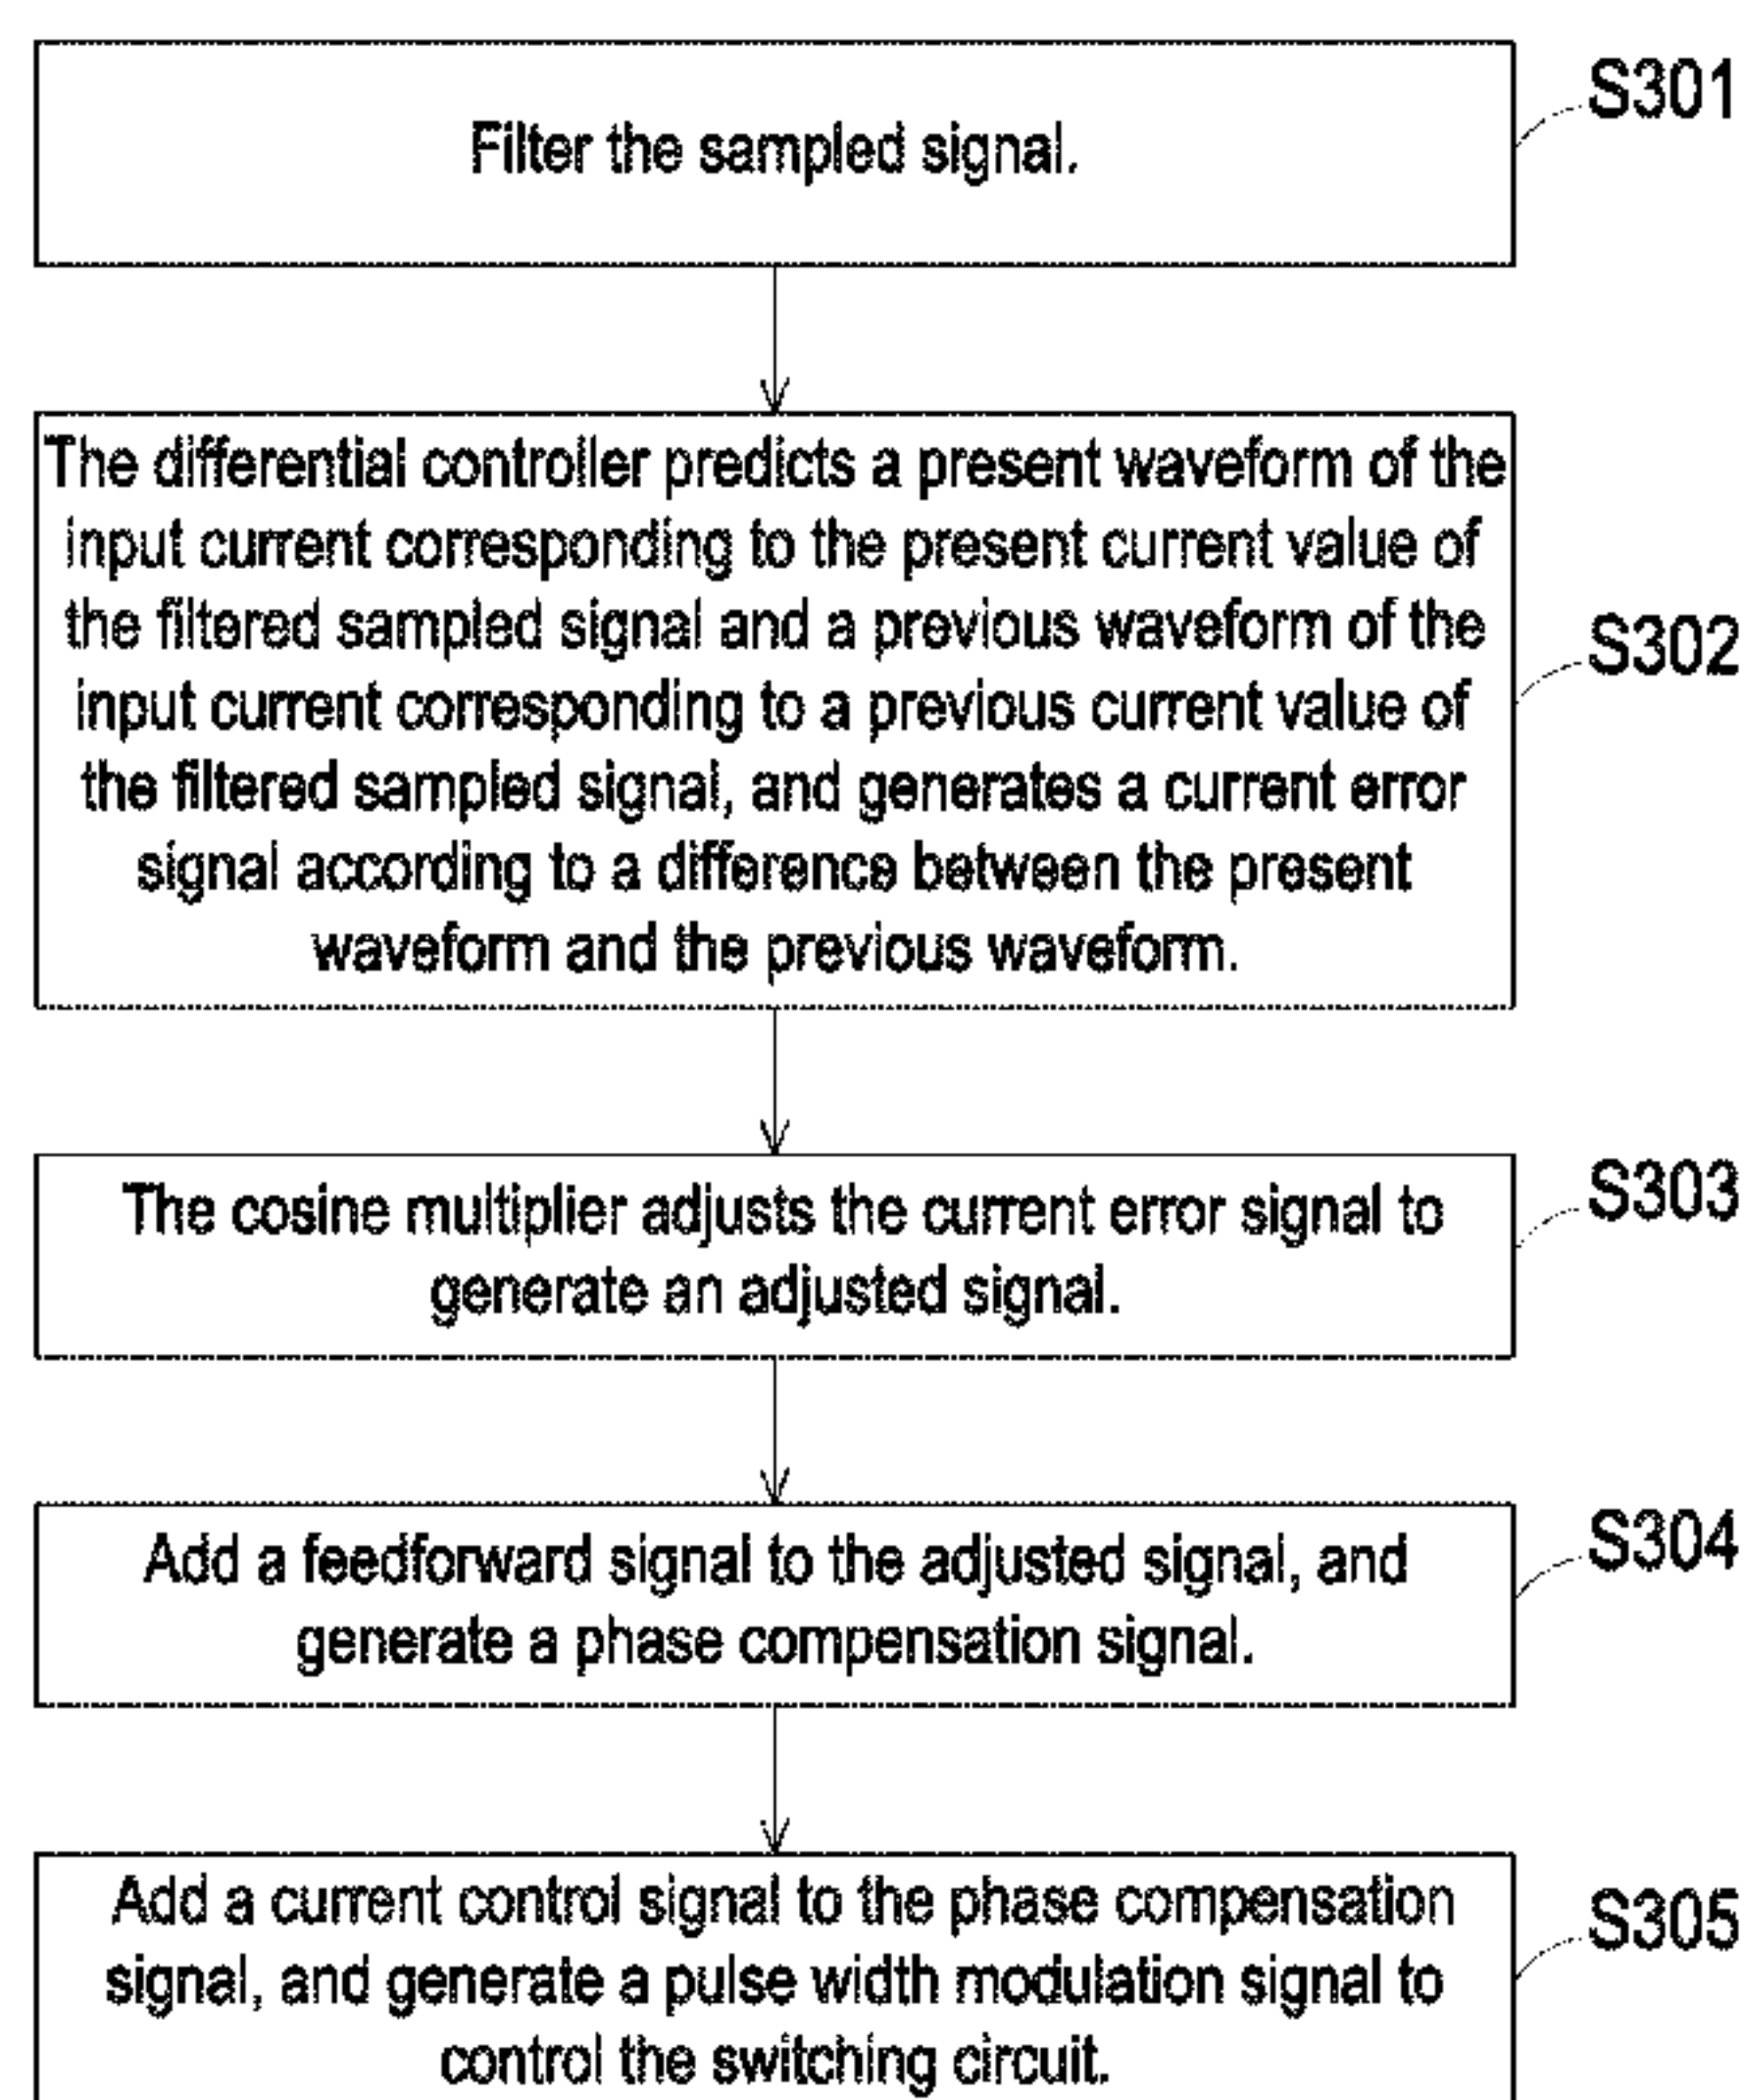 Filter the sampled signal.
S301
The differential controller predicts a present waveform of the
input current corresponding to the present current value of
the filtered sampled signal and a previous waveform of the
input current corresponding to a previous current value of
the filtered sampled signal, and generates a current error
signal according to a difference between the present
waveform and the previous waveform.
S302
The cosine multiplier adjusts the current error signal to
generate an adjusted signal.
S303
Add a feedforward signal to the adjusted signal, and
generate a phase compensation signal.
S304
Add a current control signal to the phase compensation
signal, and generate a pulse width modulation signal to
control the switching circuit.
S305